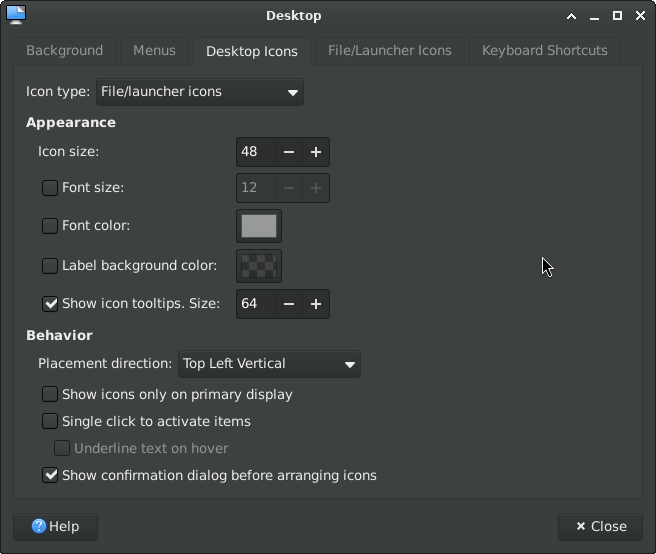 Desktop
Background Menus Desktop Icons File/Launcher Icons Keyboard Shortcuts
Icon type: File/launcher icons
Appearance
Icon size: 48
Font size: 12
Font color:
Label background color:
Show icon tooltips. Size: 64
Behavior
Placement direction: Top Left Vertical
Show icons only on primary display
Single click to activate items
Underline text on hover
Show confirmation dialog before arranging icons
Help Close